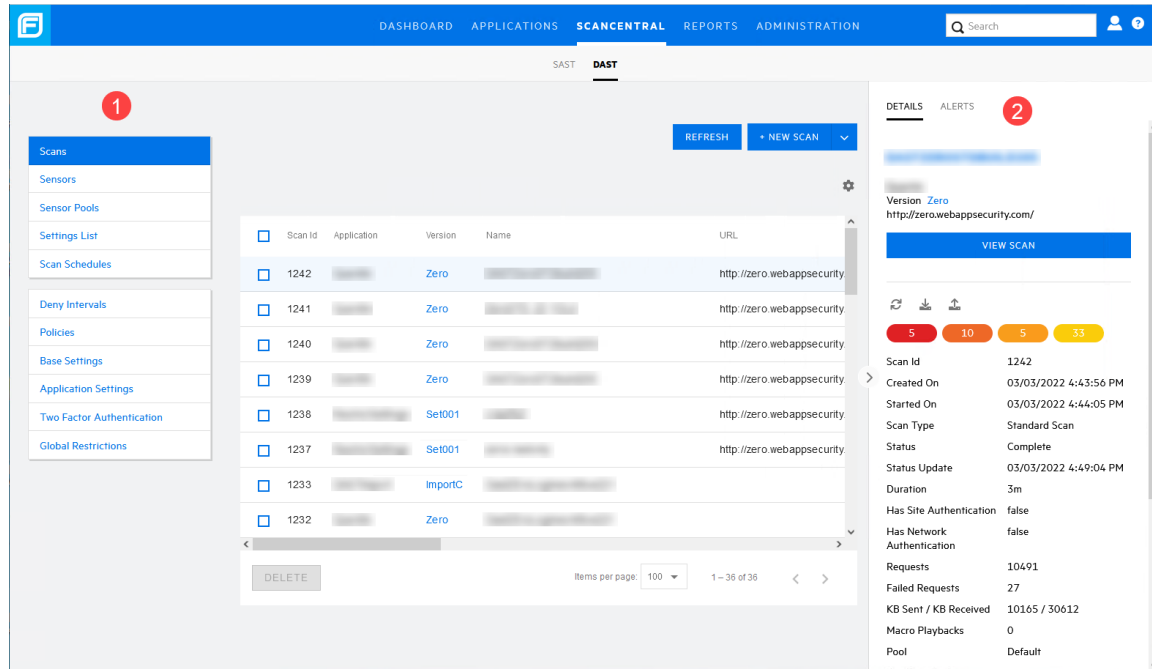 F
DASHBOARD APPLICATIONS SCANCENTRAL REPORTS ADMINISTRATION
Search
?
SAST DAST
1
Scans
Sensors
Sensor Pools
Settings List
Scan Schedules
Deny Intervals
Policies
Base Settings
Application Settings
Two Factor Authentication
Global Restrictions
REFRESH + NEW SCAN
Scan Id Application Version Name URL
1242 Zero http://zero.webappsecurity.
1241 Zero http://zero.webappsecurity.
1240 Zero http://zero.webappsecurity.
1239 Zero http://zero.webappsecurity.
1238 Set001 http://zero.webappsecurity.
1237 Set001 http://zero.webappsecurity.
1233 ImportC
1232 Zero
DELETE
Items per page: 100 1 – 36 of 36
DETAILS ALERTS
2
Version Zero
http://zero.webappsecurity.com/
VIEW SCAN
5 10 5 33
Scan Id 1242
Created On 03/03/2022 4:43:56 PM
Started On 03/03/2022 4:44:05 PM
Scan Type Standard Scan
Status Complete
Status Update 03/03/2022 4:49:04 PM
Duration 3m
Has Site Authentication false
Has Network false
Authentication
Requests 10491
Failed Requests 27
KB Sent / KB Received 10165 / 30612
Macro Playbacks 0
Pool Default